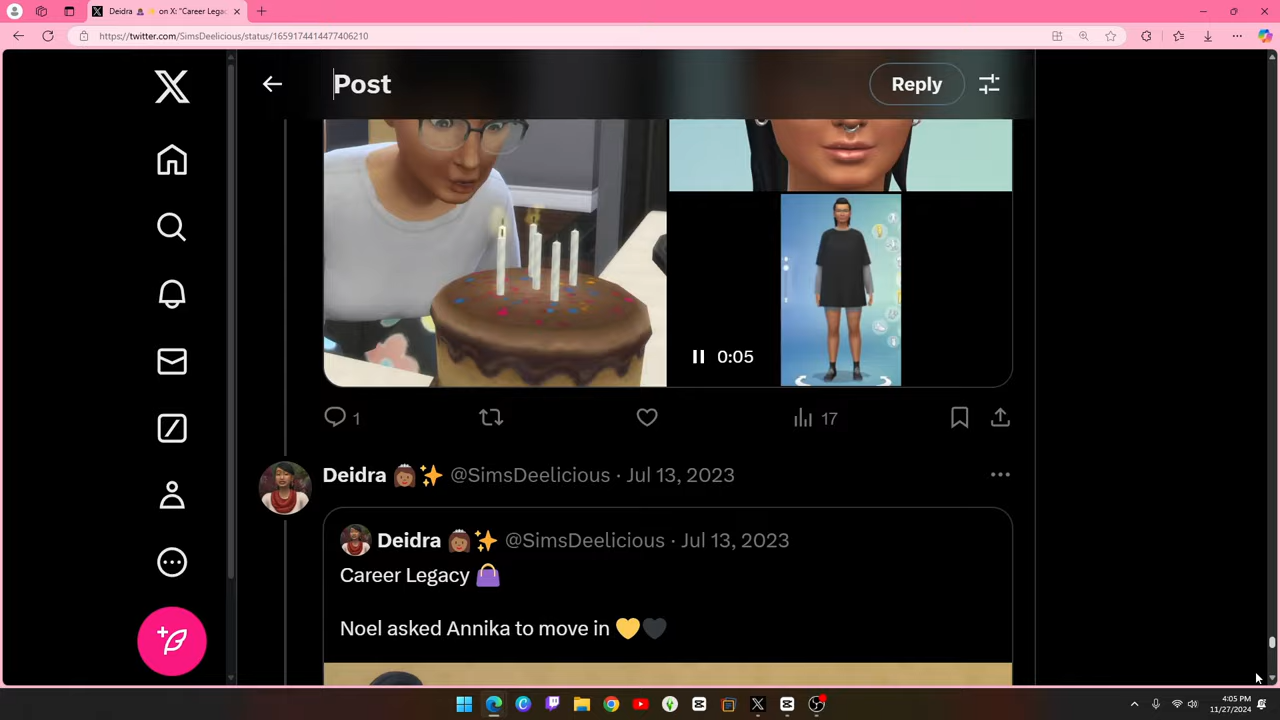 Deidra on X: "Career Legac
https://twitter.com/SimsDeelicious/status/1659174414477406210
Post
Reply
0:05
1
17
Deidra @SimsDeelicious · Jul 13, 2023
Deidra @SimsDeelicious · Jul 13, 2023
Career Legacy
Noel asked Annika to move in
4:05 PM
11/27/2024